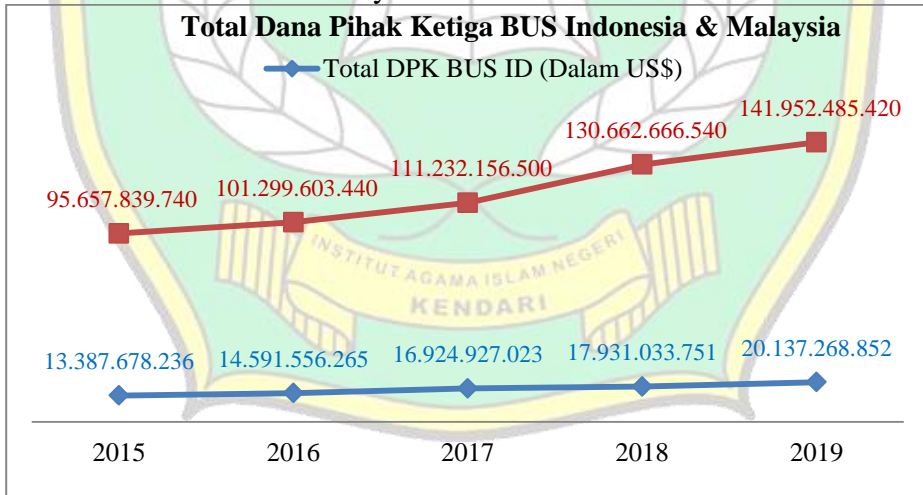 Total Dana Pihak Ketiga BUS Indonesia & Malaysia
Total DPK BUS ID (Dalam US$)
141.952.485.420
130.662.666.540
111.232.156.500
101.299.603.440
95.657.839.740
INSTITUT AGAMA ISLAM NEGERI
KENDARI
13.387.678.236 14.591.556.265 16.924.927.023 17.931.033.751 20.137.268.852
2015 2016 2017 2018 2019